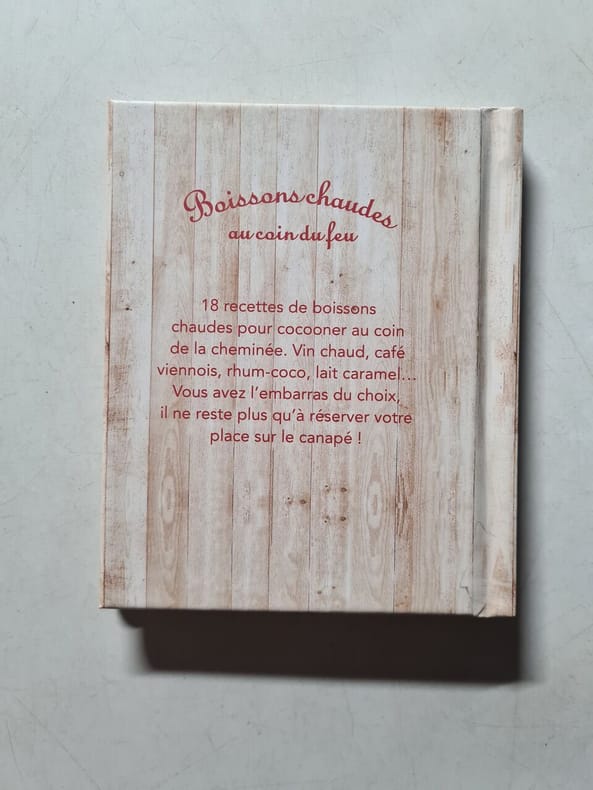 Boissons chaudes
au coin du feu
18 recettes de boissons
chaudes pour cocooner au coin
de la cheminée. Vin chaud, café
viennois, rhum-coco, lait caramel...
Vous avez l'embarras du choix,
il ne reste plus qu'à réserver votre
place sur le canapé !